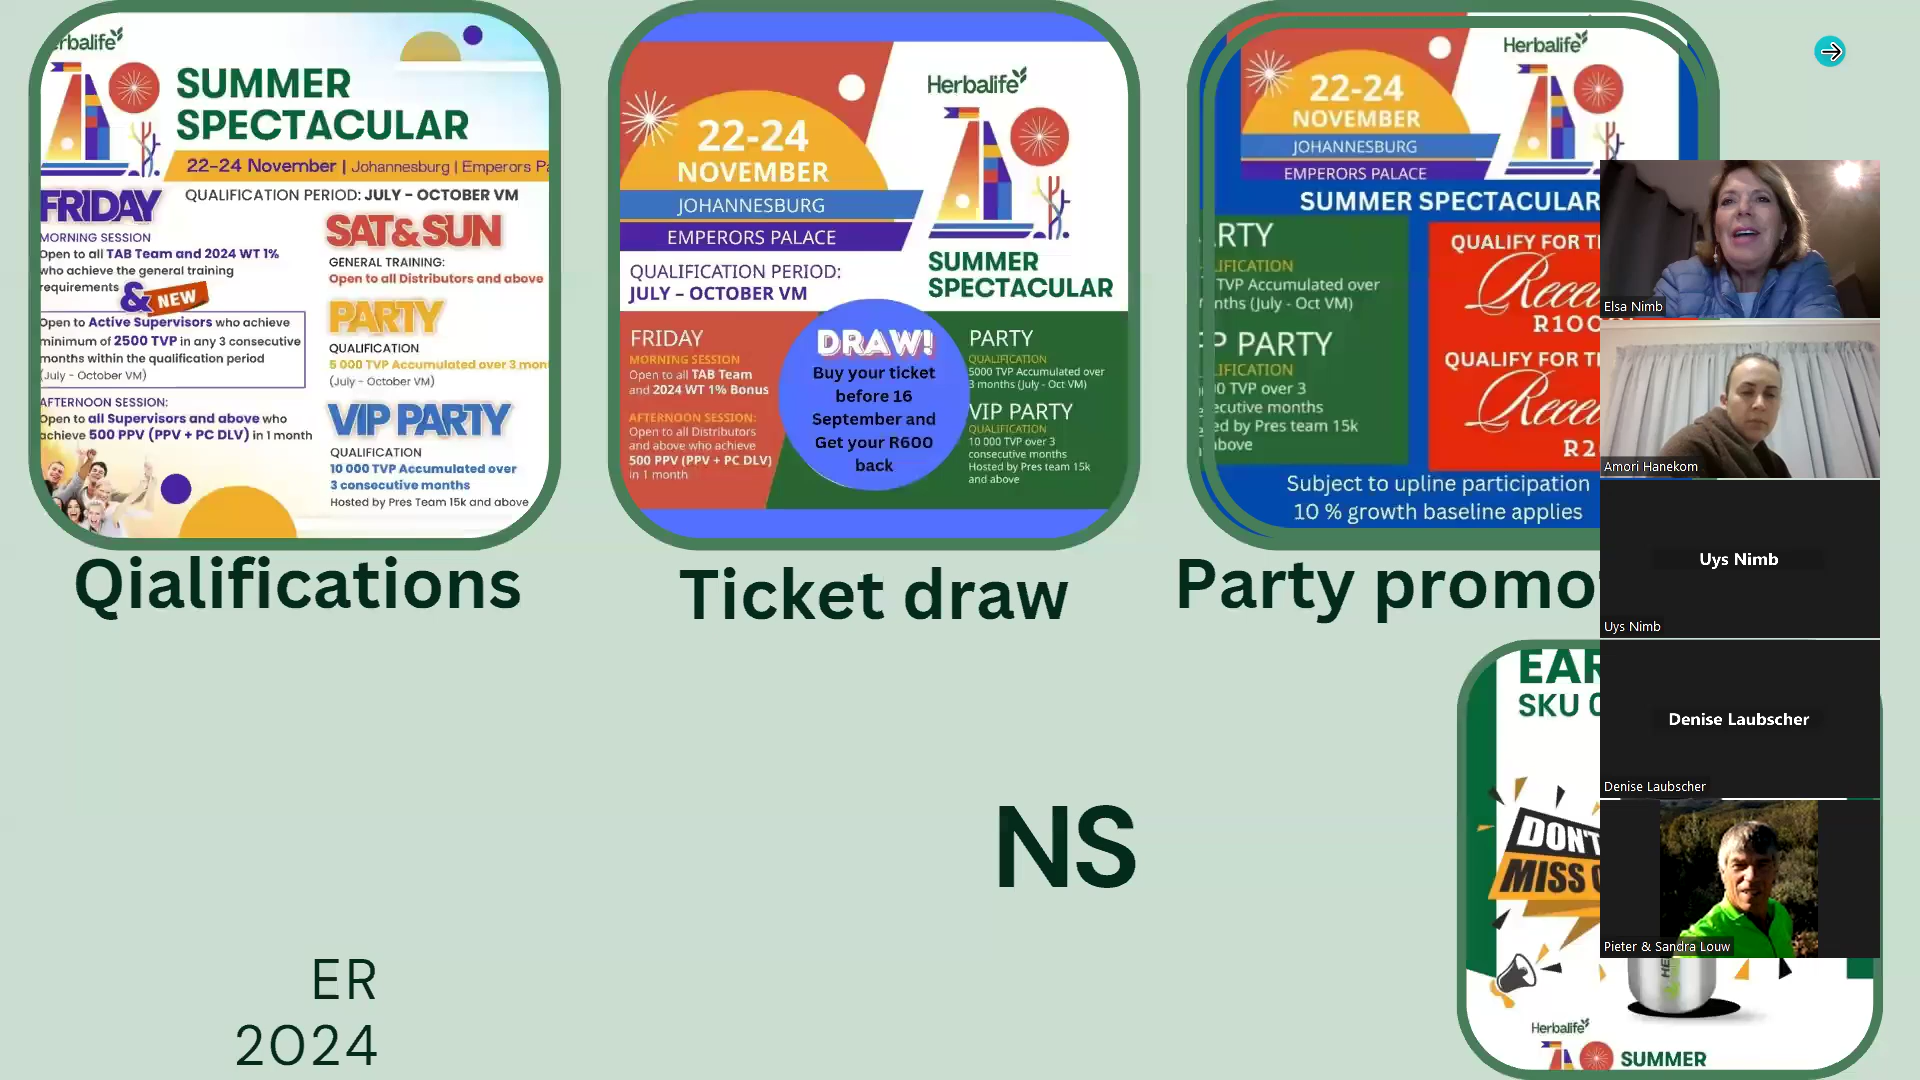 erbalife
SUMMER
SPECTACULAR
22-24 November | Johannesburg | Emperors Pa
FRIDAY
QUALIFICATION PERIOD: JULY – OCTOBER VM
MORNING SESSION
Open to all TAB Team and 2024 WT 1%
who achieve the general training
requirements
& NEW
Open to Active Supervisors who achieve
minimum of 2500 TVP in any 3 consecutive
months within the qualification period
(July - October VM)
AFTERNOON SESSION:
Open to all Supervisors and above who
achieve 500 PPV (PPV + PC DLV) in 1 month
SAT&SUN
GENERAL TRAINING:
Open to all Distributors and above
PARTY
QUALIFICATION
5 000 TVP Accumulated over 3 mon
(July - October VM)
VIP PARTY
QUALIFICATION
10 000 TVP Accumulated over
3 consecutive months
Hosted by Pres Team 15k and above
Qialifications
22-24
NOVEMBER
JOHANNESBURG
EMPERORS PALACE
Herbalife
SUMMER
SPECTACULAR
QUALIFICATION PERIOD:
JULY – OCTOBER VM
FRIDAY
MORNING SESSION
Open to all TAB Team
and 2024 WT 1% Bonus
AFTERNOON SESSION:
Open to all Distributors
and above who achieve
500 PPV (PPV + PC DLV)
in 1 month
DRAW!
Buy your ticket
before 16
September and
Get your R600
back
PARTY
QUALIFICATION
5000 TVP Accumulated over
3 months (July - Oct VM)
VIP PARTY
QUALIFICATION
10 000 TVP over 3
consecutive months
Hosted by Pres team 15k
and above
Ticket draw
22-24
NOVEMBER
JOHANNESBURG
EMPERORS PALACE
Herbalife
SUMMER SPECTACULAR
RTY
LIFICATION
TVP Accumulated over
nths (July - Oct VM)
P PARTY
LIFICATION
0 TVP over 3
ecutive months
ed by Pres team 15k
above
QUALIFY FOR T
Recei
R100
QUALIFY FOR T
Recei
R2
Subject to upline participation
10 % growth baseline applies
Party promo
Elsa Nimb
Amori Hanekom
Uys Nimb
Uys Nimb
Denise Laubscher
Denise Laubscher
Pieter & Sandra Louw
NS
ER
2024
EAR
SKU
DON'T
MISS
HE
Herbalife
SUMMER